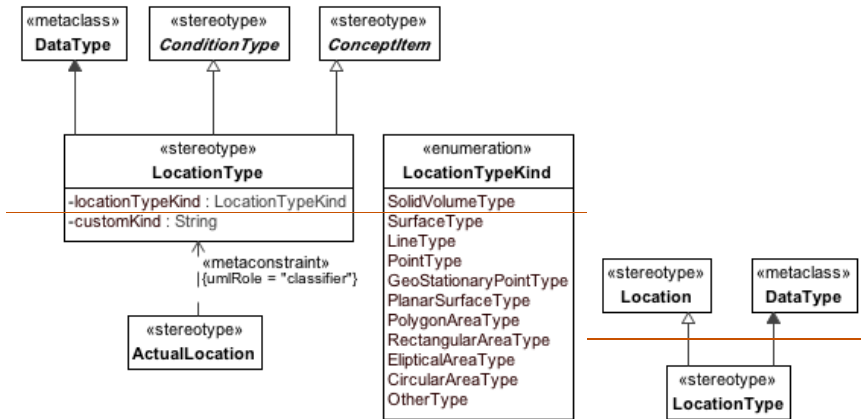 «metaclass»
DataType
«stereotype»
ConditionType
«stereotype»
ConceptItem
«stereotype»
LocationType
-locationTypeKind : LocationTypeKind
-customKind : String
«metaconstraint»
{umlRole = "classifier"}
«stereotype»
ActualLocation
«enumeration»
LocationTypeKind
SolidVolumeType
SurfaceType
LineType
PointType
GeoStationaryPointType
PlanarSurfaceType
PolygonAreaType
RectangularAreaType
ElipticalAreaType
CircularAreaType
OtherType
«stereotype»
Location
«metaclass»
DataType
«stereotype»
LocationType